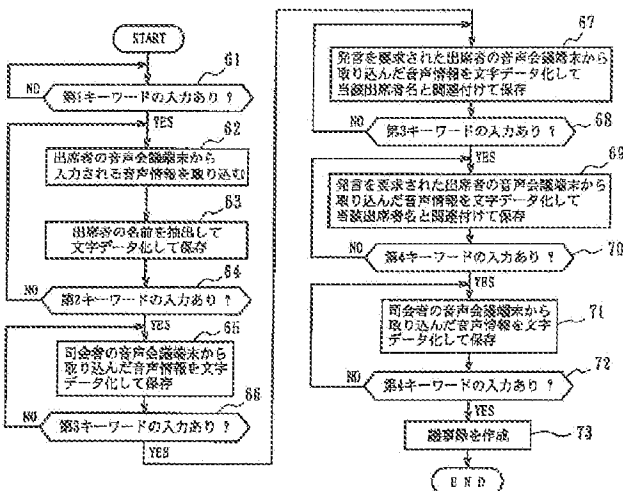 START
61
第1キーワードの入力あり？
NO
YES
62
出席者の音声会議端末から
入力される音声情報を取り込む
63
出席者の名前を抽出して
文字データ化して保存
64
第2キーワードの入力あり？
NO
YES
65
司会者の音声会議端末から
取り込んだ音声情報を文字
データ化して保存
66
第3キーワードの入力あり？
NO
YES
67
発言を要求された出席者の音声会議端末から
取り込んだ音声情報を文字データ化して
当該出席者名と関連付けて保存
68
第3キーワードの入力あり？
NO
YES
69
発言を要求された出席者の音声会議端末から
取り込んだ音声情報を文字データ化して
当該出席者名と関連付けて保存
70
第4キーワードの入力あり？
NO
YES
71
司会者の音声会議端末から
取り込んだ音声情報を文字
データ化して保存
72
第4キーワードの入力あり？
NO
YES
議事録を作成
73
END